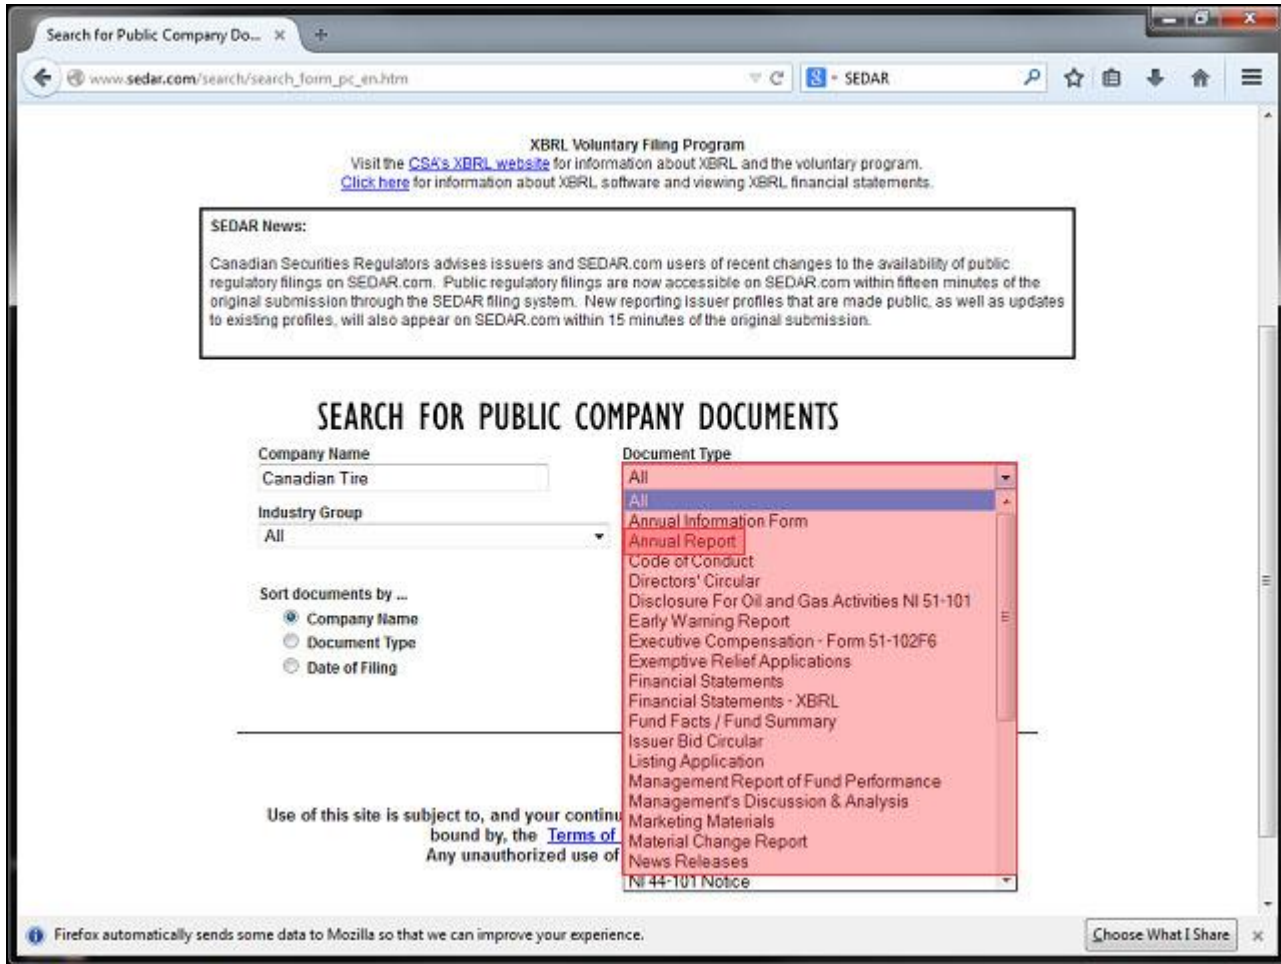 Search for Public Company Do...
www.sedar.com/search/search_form_pc_en.htm
SEDAR
XBRL Voluntary Filing Program
Visit the CSA's XBRL website for information about XBRL and the voluntary program.
Click here for information about XBRL software and viewing XBRL financial statements.
SEDAR News:
Canadian Securities Regulators advises issuers and SEDAR.com users of recent changes to the availability of public
regulatory filings on SEDAR.com. Public regulatory filings are now accessible on SEDAR.com within fifteen minutes of the
original submission through the SEDAR filing system. New reporting issuer profiles that are made public, as well as updates
to existing profiles, will also appear on SEDAR.com within 15 minutes of the original submission.
SEARCH FOR PUBLIC COMPANY DOCUMENTS
Company Name
Canadian Tire
Industry Group
All
Sort documents by ...
Company Name
Document Type
Date of Filing
Document Type
All
All
Annual Information Form
Annual Report
Code of Conduct
Directors' Circular
Disclosure For Oil and Gas Activities NI 51-101
Early Warning Report
Executive Compensation - Form 51-102F6
Exemptive Relief Applications
Financial Statements
Financial Statements - XBRL
Fund Facts / Fund Summary
Issuer Bid Circular
Listing Application
Management Report of Fund Performance
Management's Discussion & Analysis
Marketing Materials
Material Change Report
News Releases
NI 44-101 Notice
Use of this site is subject to, and your continu
bound by, the Terms of
Any unauthorized use of
Firefox automatically sends some data to Mozilla so that we can improve your experience.
Choose What I Share